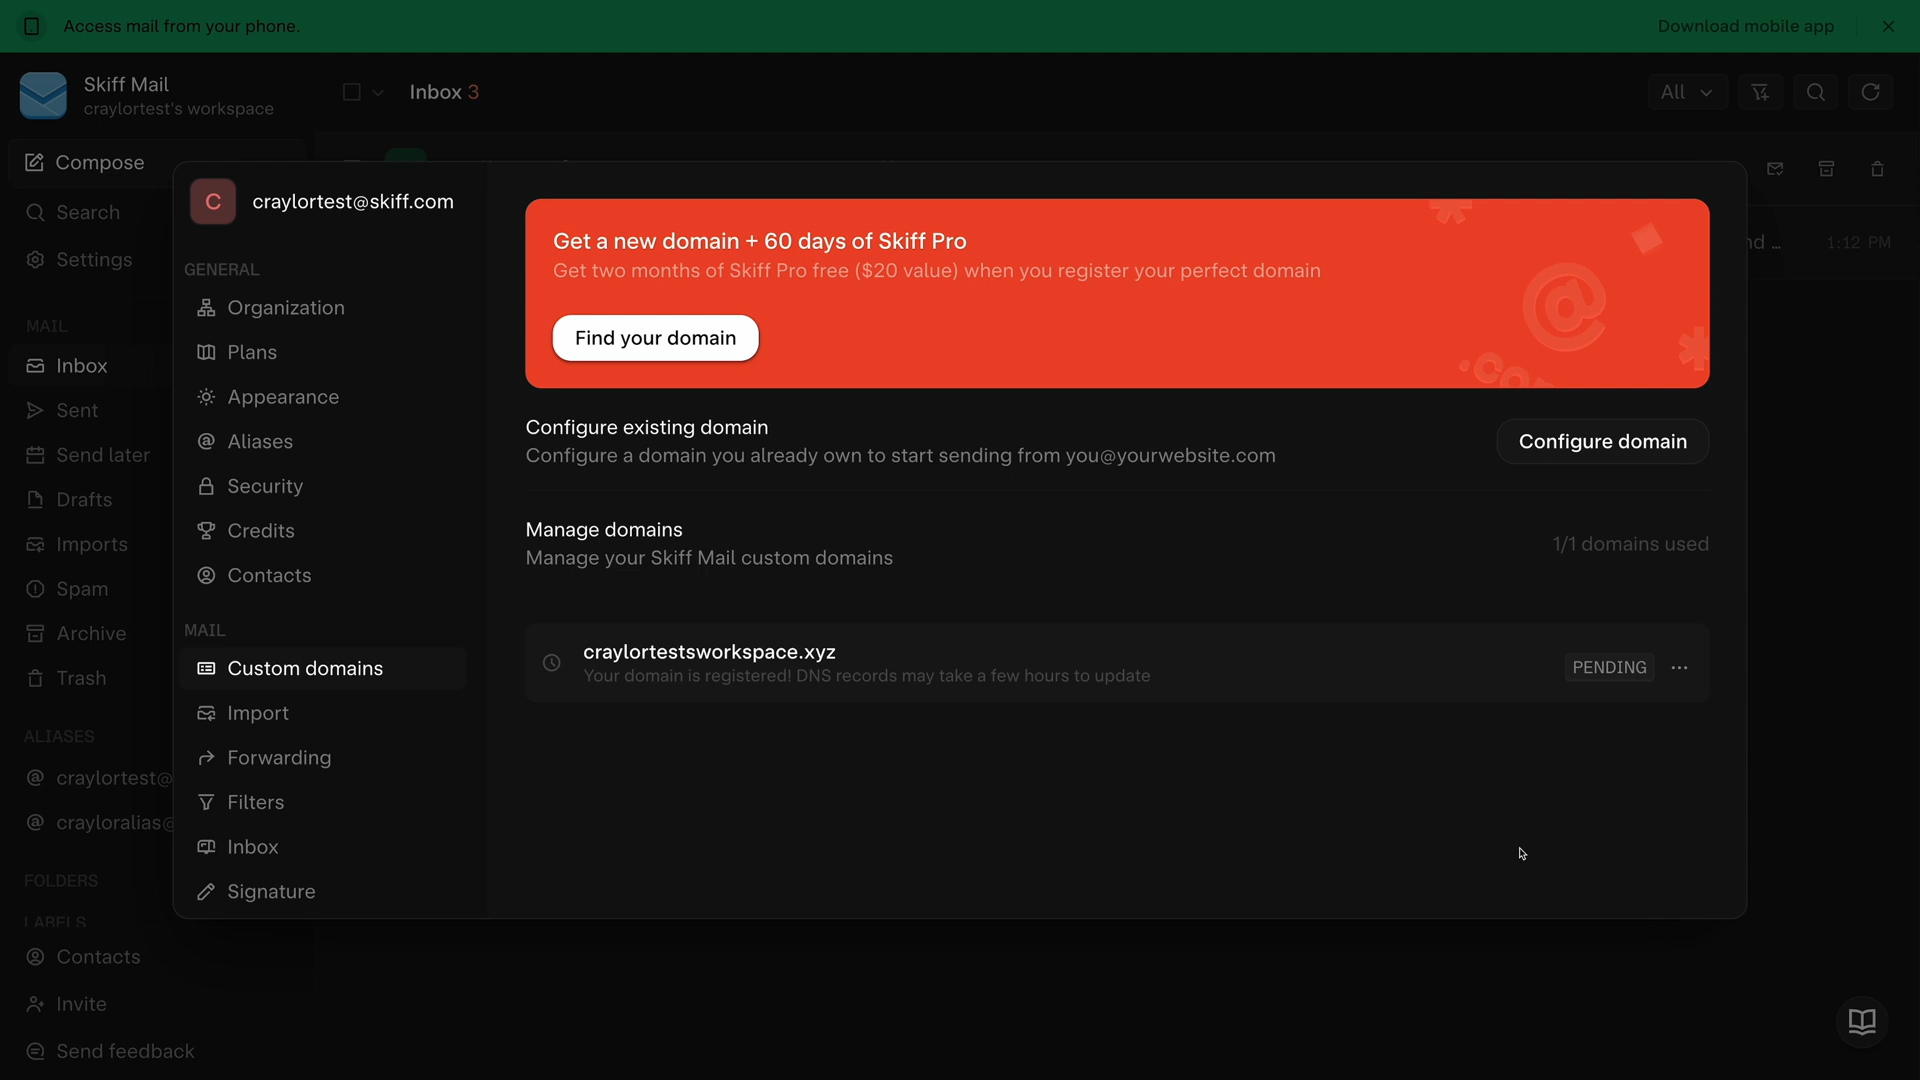 Access mail from your phone.
Download mobile app
Skiff Mail
craylortest's workspace
Inbox 3
All
Compose
Search
Settings
MAIL
Inbox
Sent
Send later
Drafts
Imports
Spam
Archive
Trash
ALIASES
craylortest@
crayloralias@
FOLDERS
LABELS
Contacts
Invite
Send feedback
1:12 PM
C
craylortest@skiff.com
GENERAL
Organization
Plans
Appearance
Aliases
Security
Credits
Contacts
MAIL
Custom domains
Import
Forwarding
Filters
Inbox
Signature
Get a new domain + 60 days of Skiff Pro
Get two months of Skiff Pro free ($20 value) when you register your perfect domain
Find your domain
@
.co
Configure existing domain
Configure a domain you already own to start sending from you@yourwebsite.com
Configure domain
Manage domains
Manage your Skiff Mail custom domains
1/1 domains used
craylortestsworkspace.xyz
Your domain is registered! DNS records may take a few hours to update
PENDING